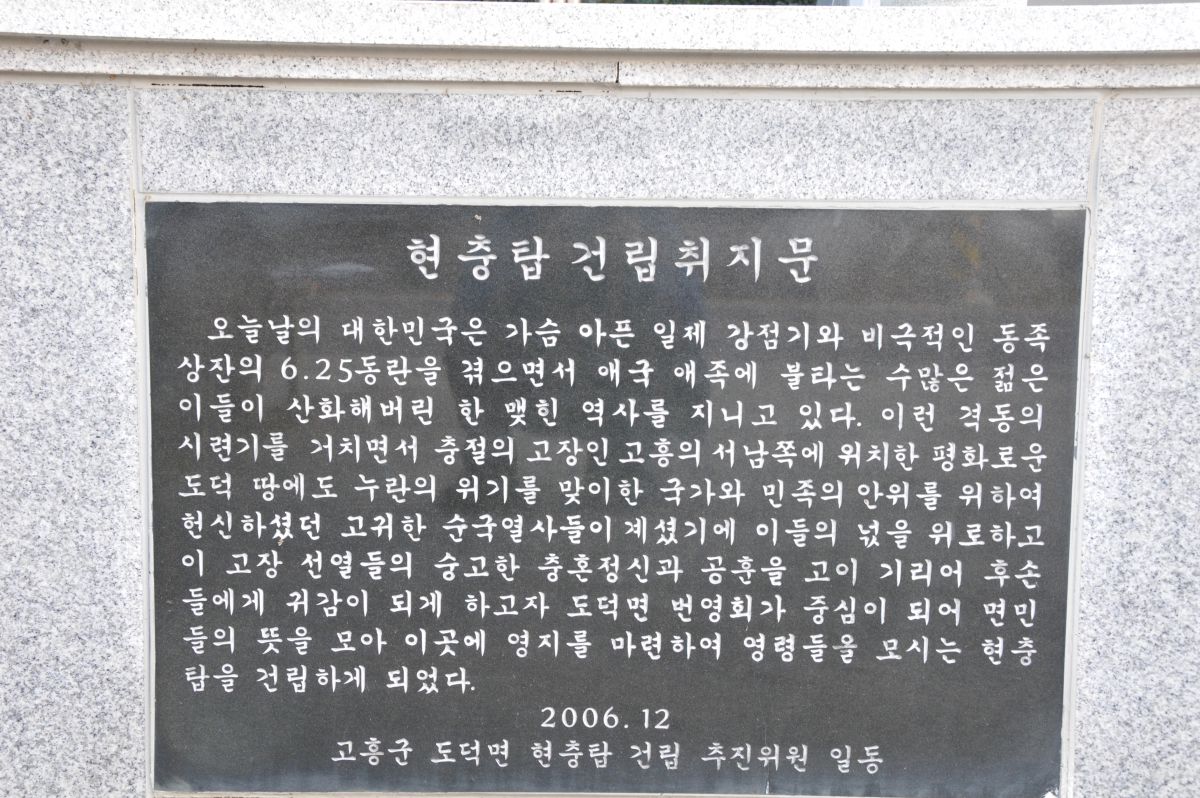 현충탑 건립취지문
오늘날의 대한민국은 가슴 아픈 일제 강점기와 비극적인 동족
상잔의 6.25동란을 겪으면서 애국 애족에 불타는 수많은 젊은
이들이 산화해버린 한 맺힌 역사를 지니고 있다. 이런 격동의
시련기를 거치면서 충절의 고장인 고흥의 서남쪽에 위치한 평화로운
도덕 땅에도 누란의 위기를 맞이한 국가와 민족의 안위를 위하여
헌신하셨던 고귀한 순국열사들이 계셨기에 이들의 넋을 위로하고
이 고장 선열들의 숭고한 충혼정신과 공훈을 고이 기리어 후손
들에게 귀감이 되게 하고자 도덕면 번영회가 중심이 되어 면민
들의 뜻을 모아 이곳에 영지를 마련하여 영령들을 모시는 현충
탑을 건립하게 되었다.
2006.12
고흥군 도덕면 현충탑 건립 추진위원 일동